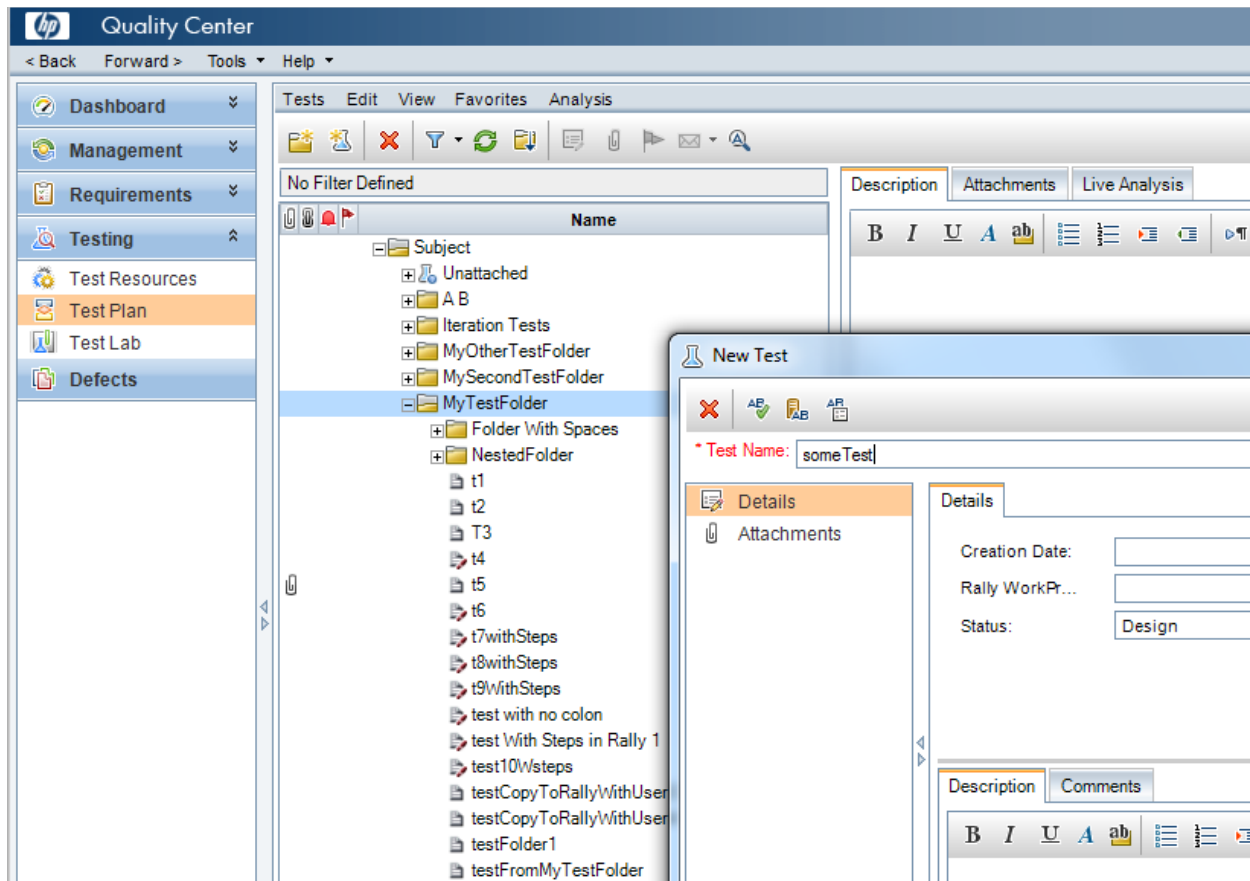 hp Quality Center
< Back Forward > Tools Help
Dashboard
Management
Requirements
Testing
Test Resources
Test Plan
Test Lab
Defects
Tests Edit View Favorites Analysis
No Filter Defined
Name
Subject
Unattached
A B
Iteration Tests
MyOtherTestFolder
MySecondTestFolder
MyTestFolder
Folder With Spaces
NestedFolder
t1
t2
T3
t4
t5
t6
t7withSteps
t8withSteps
t9WithSteps
test with no colon
test With Steps in Rally 1
test10Wsteps
testCopyToRallyWithUser
testCopyToRallyWithUser
testFolder1
testFromMyTestFolder
Description Attachments Live Analysis
B I U A ab
New Test
* Test Name: someTest
Details
Attachments
Details
Creation Date:
Rally WorkPr...
Status: Design
Description Comments
B I U A ab